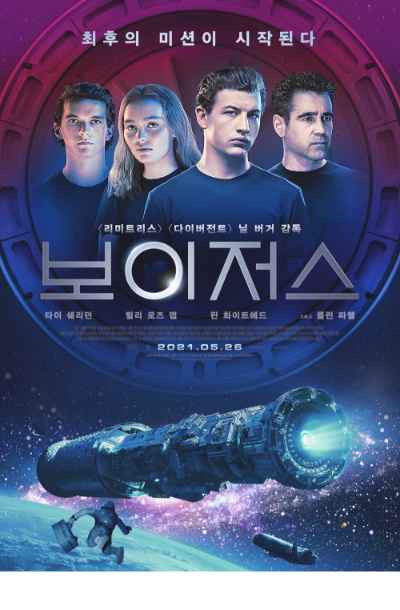 최후의 미션이 시작된다
<리미트리스> <다이버전트> 닐 버거 감독
보이저스
타이 쉐리던 릴리 로즈 뎁 핀 화이트헤드 콜린 파렐
2021.05.26